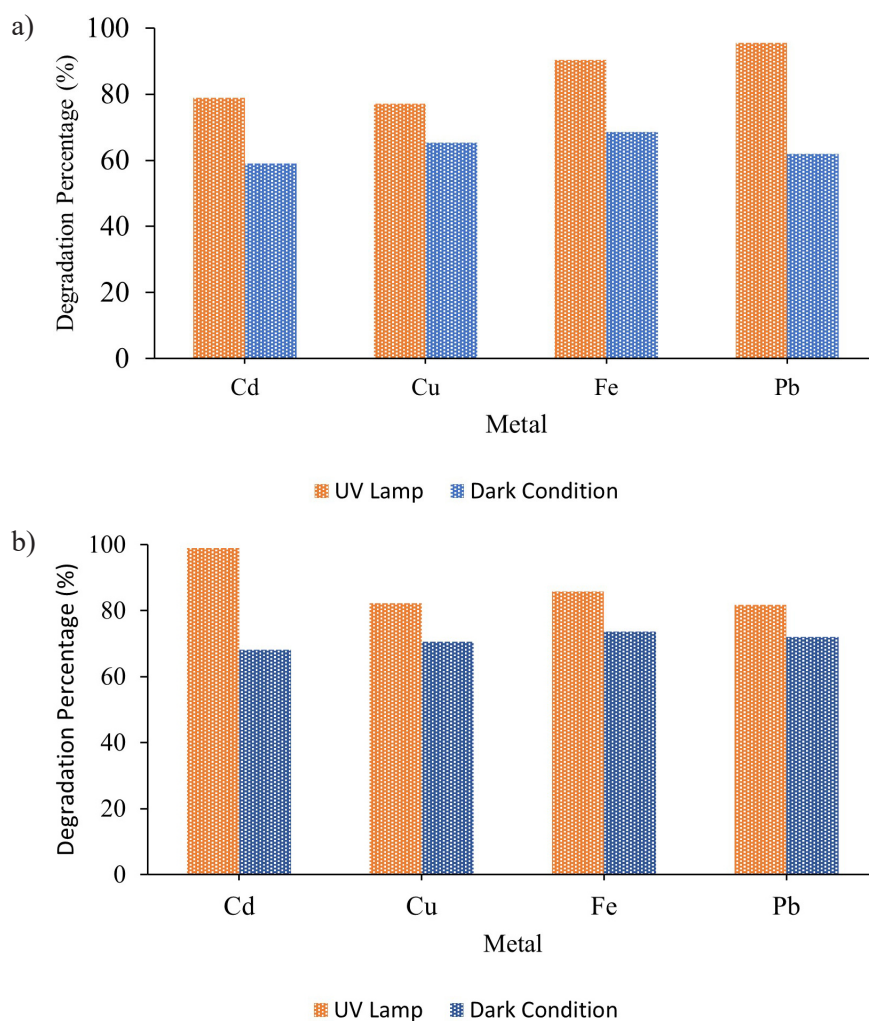 a)
Degradation Percentage (%)
100
80
60
40
20
0
Cd Cu Fe Pb
Metal
UV Lamp Dark Condition
b)
Degradation Percentage (%)
100
80
60
40
20
0
Cd Cu Fe Pb
Metal
UV Lamp Dark Condition